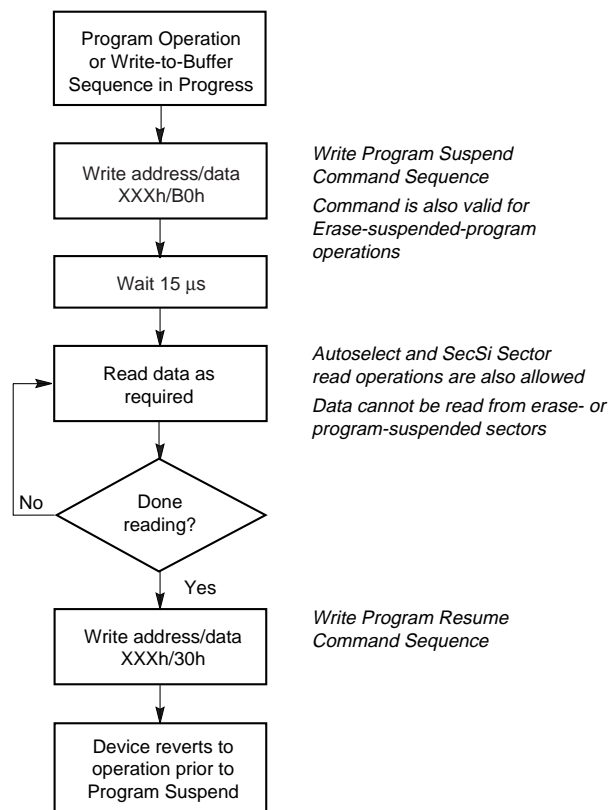 Program Operation
or Write-to-Buffer
Sequence in Progress
Write address/data
XXXh/B0h
Write Program Suspend
Command Sequence
Command is also valid for
Erase-suspended-program
operations
Wait 15 μs
Read data as
required
Autoselect and SecSi Sector
read operations are also allowed
Data cannot be read from erase- or
program-suspended sectors
No
Done
reading?
Yes
Write address/data
XXXh/30h
Write Program Resume
Command Sequence
Device reverts to
operation prior to
Program Suspend